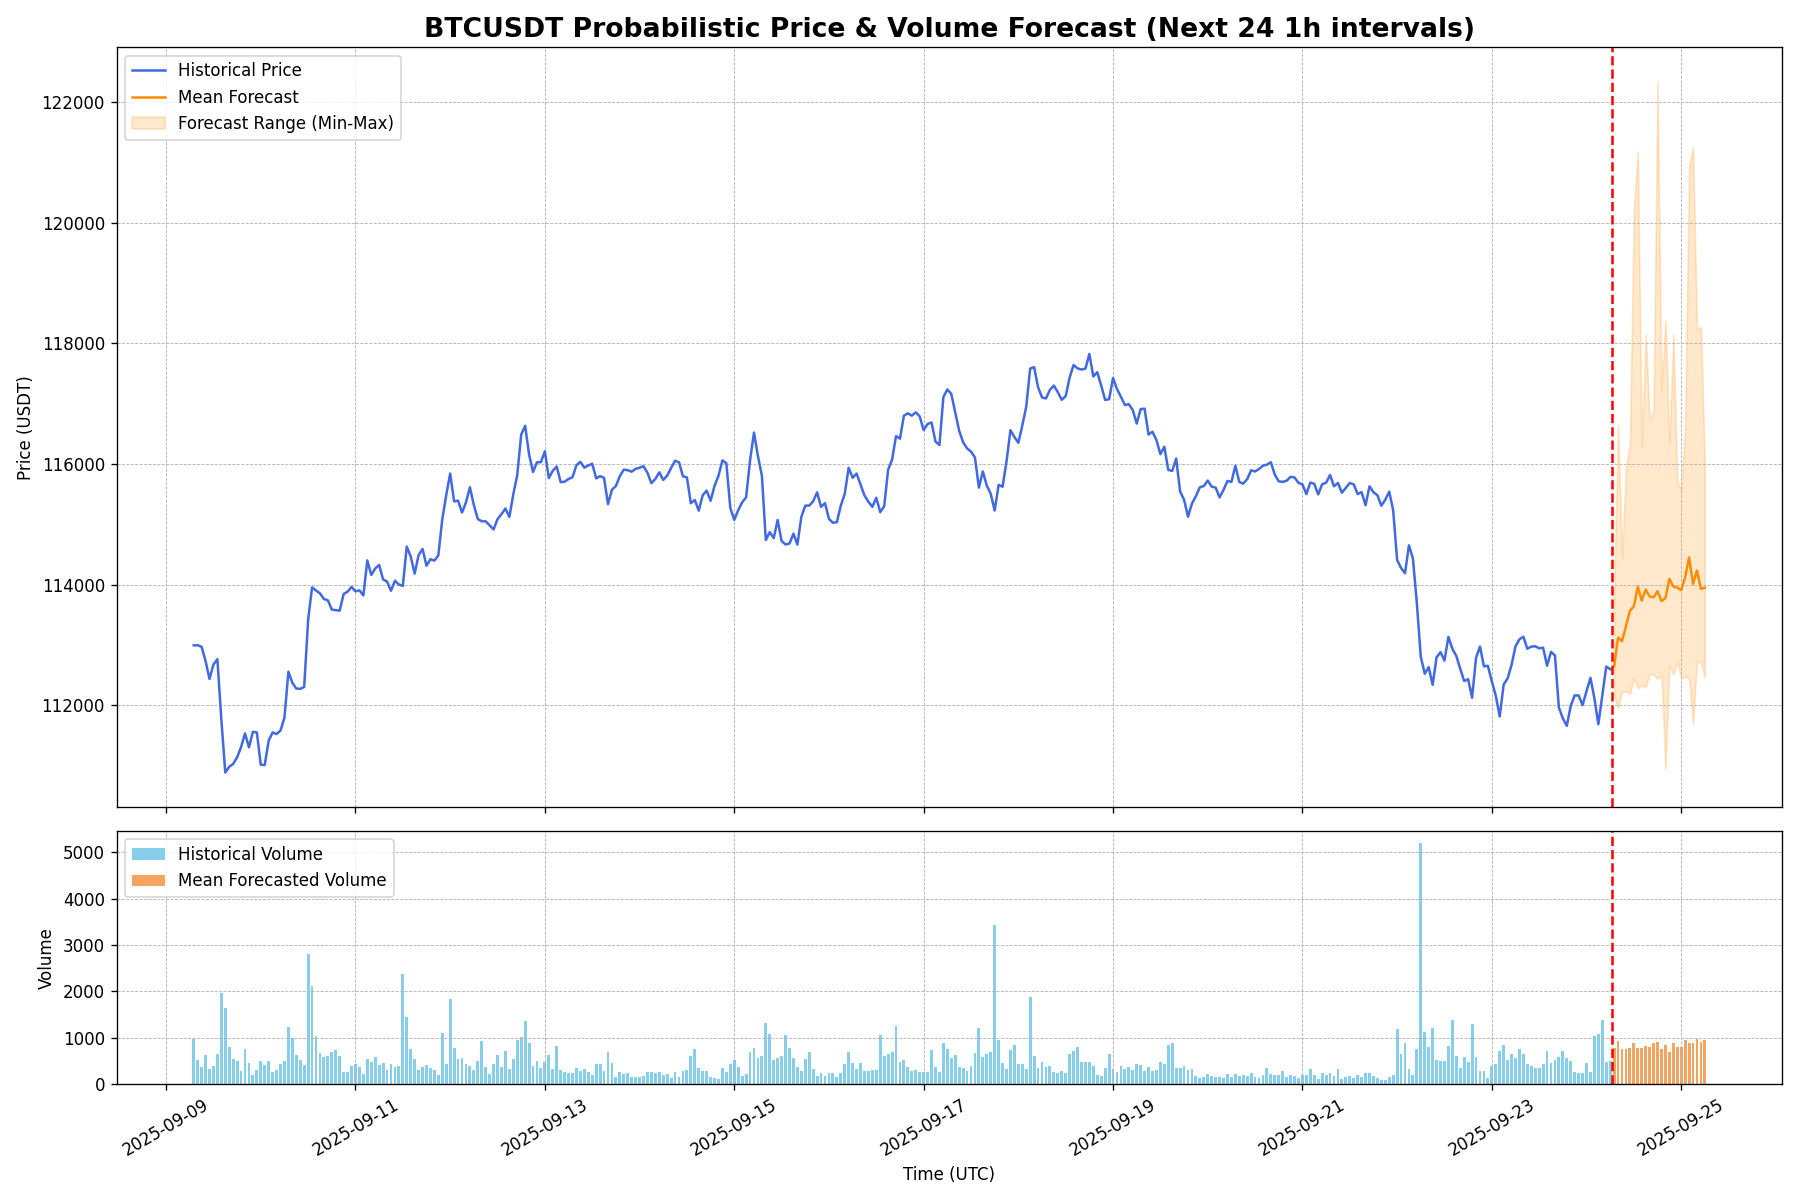 BTCUSDT Probabilistic Price & Volume Forecast (Next 24 1h intervals)
Historical Price
Mean Forecast
Forecast Range (Min-Max)
122000
120000
118000
116000
114000
112000
Price (USDT)
Historical Volume
Mean Forecasted Volume
5000
4000
3000
2000
1000
0
Volume
2025-09-09
2025-09-11
2025-09-13
2025-09-15
2025-09-17
2025-09-19
2025-09-21
2025-09-23
2025-09-25
Time (UTC)